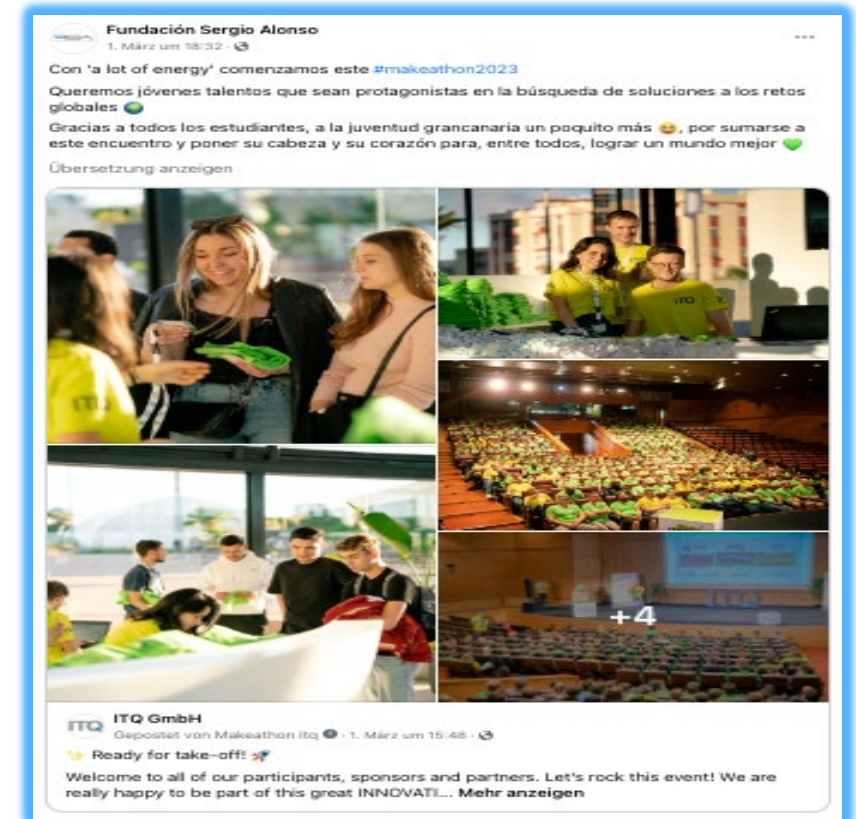 Fundación Sergio Alonso
1. März um 18:32 ·
Con 'a lot of energy' comenzamos este #makeathon2023
Queremos jóvenes talentos que sean protagonistas en la búsqueda de soluciones a los retos
globales 🌍
Gracias a todos los estudiantes, a la juventud grancanaria un poquito más 😄, por sumarse a
este encuentro y poner su cabeza y su corazón para, entre todos, lograr un mundo mejor 💚
Übersetzung anzeigen
ITQ
ITQ
+4
ITQ
ITQ GmbH
Gepostet von Makeathon Itq · 1. März um 15:48 ·
✨ Ready for take-off! 🚀
Welcome to all of our participants, sponsors and partners. Let's rock this event! We are
really happy to be part of this great INNOVATI... Mehr anzeigen